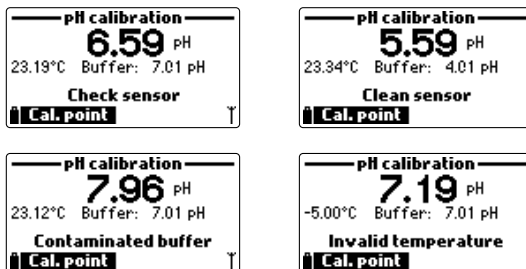 pH calibration
6.59 pH
23.19°C Buffer: 7.01 pH
Check sensor
Cal. point
pH calibration
5.59 pH
23.34°C Buffer: 4.01 pH
Clean sensor
Cal. point
pH calibration
7.96 pH
23.12°C Buffer: 7.01 pH
Contaminated buffer
Cal. point
pH calibration
7.19 pH
-5.00°C Buffer: 7.01 pH
Invalid temperature
Cal. point